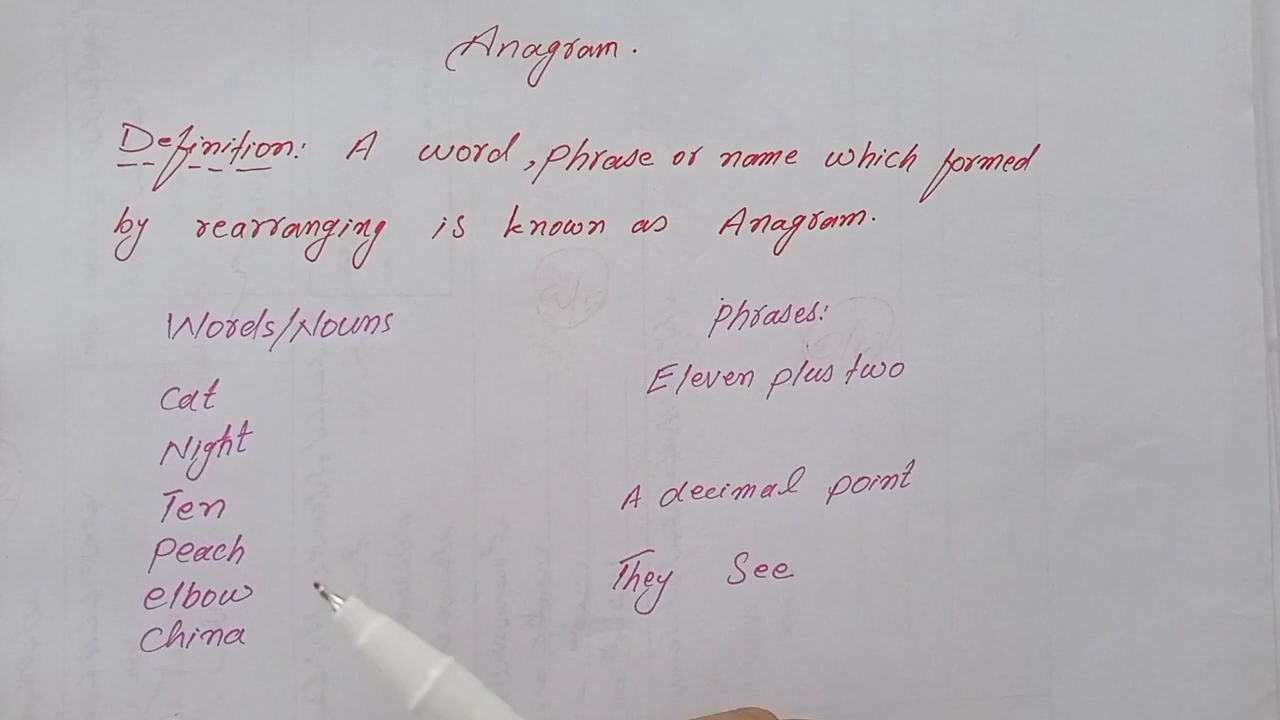 Anagram.
Definition: A word, phrase or name which formed
by rearranging is known as Anagram.
Words/Nouns
Phrases:
Cat
Night
Ten
Peach
elbow
China
Eleven plus two
A decimal point
They See